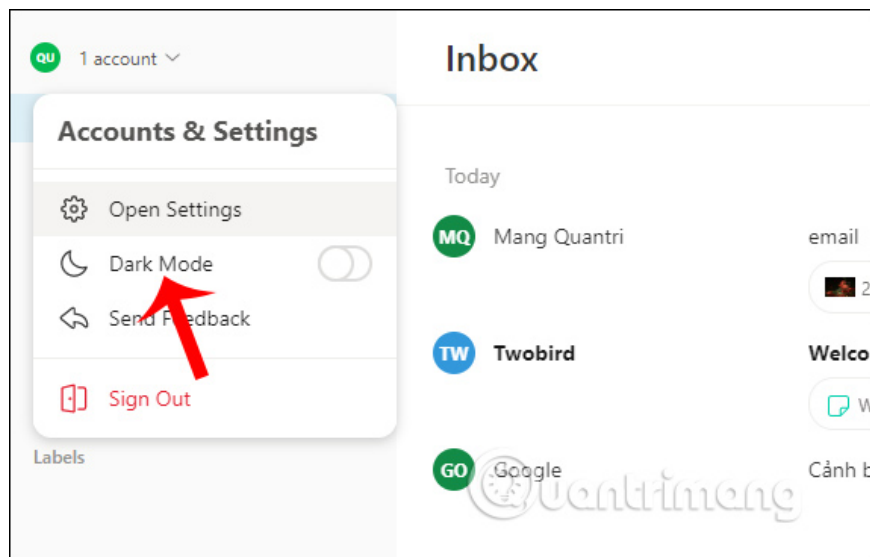 QU 1 account
Inbox
Accounts & Settings
Today
Open Settings
MQ Mang Quantri email
Dark Mode
2
Send Feedback
TW Twobird Welco
Sign Out
W
Labels
GO Google Cảnh b
Quantrimang